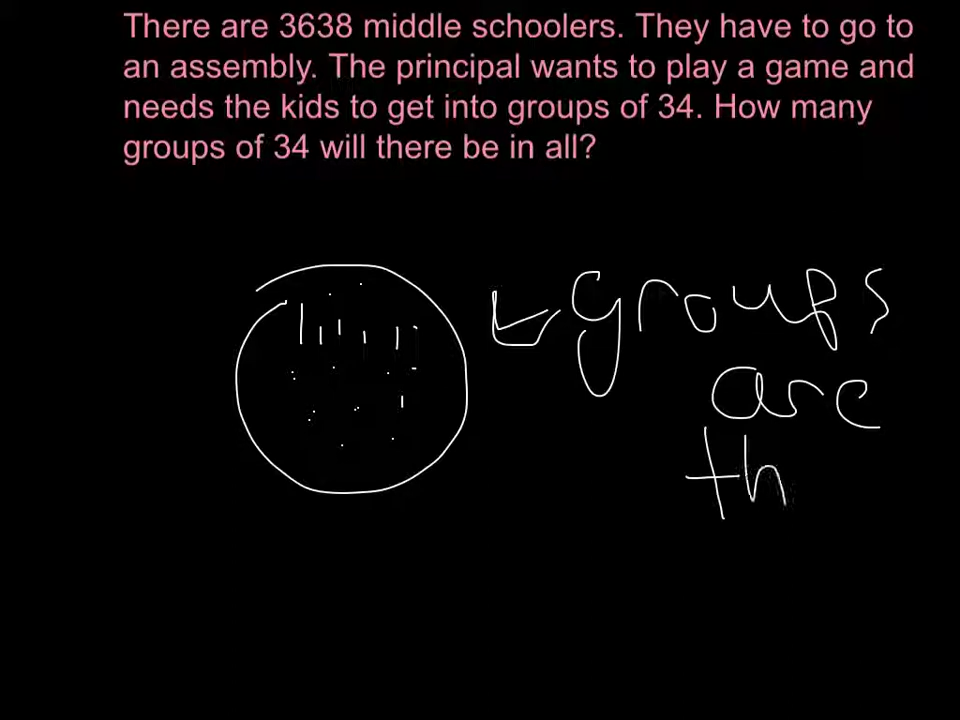 There are 3638 middle schoolers. They have to go to
an assembly. The principal wants to play a game and
needs the kids to get into groups of 34. How many
groups of 34 will there be in all?
groups
are
th